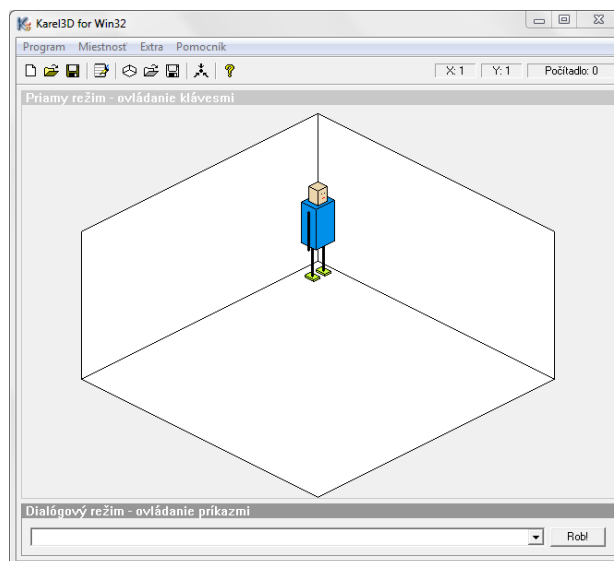 Karel3D for Win32
Program Miestnosť Extra Pomocník
X: 1 Y: 1 Počítadlo: 0
Priamy režim - ovládanie klávesmi
Dialógový režim - ovládanie príkazmi
Rob!